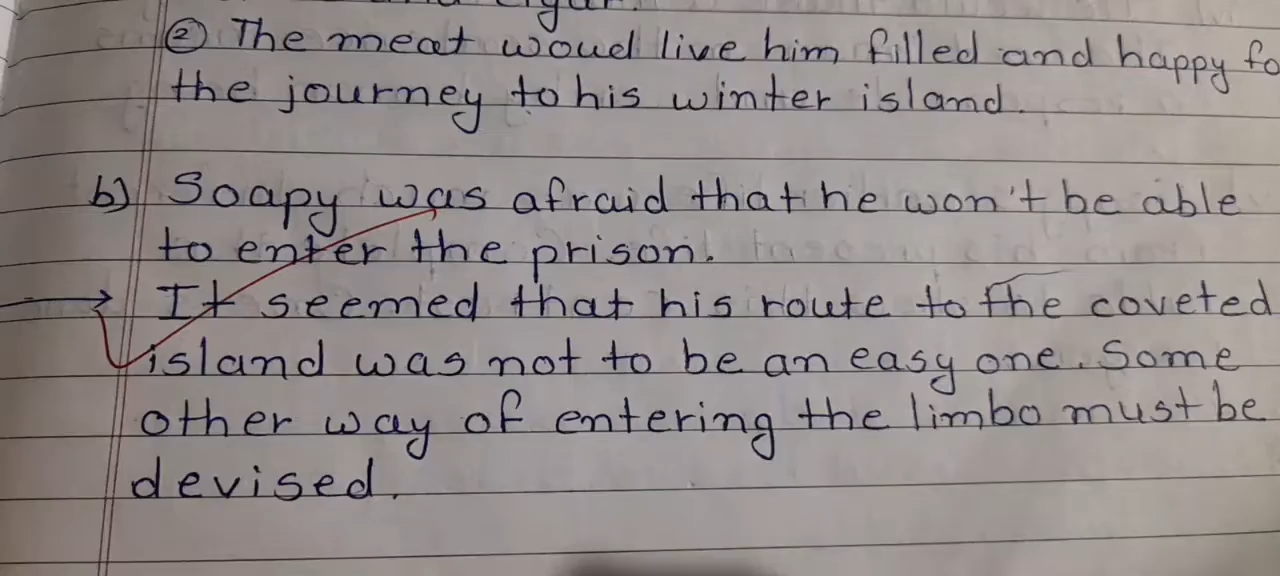 ② The meat woud live him filled and happy fo
the journey to his winter island.
b) Soapy was afraid that he won't be able
to enter the prison.
→ It seemed that his route to the coveted
island was not to be an easy one. Some
other way of entering the limbo must be
devised.